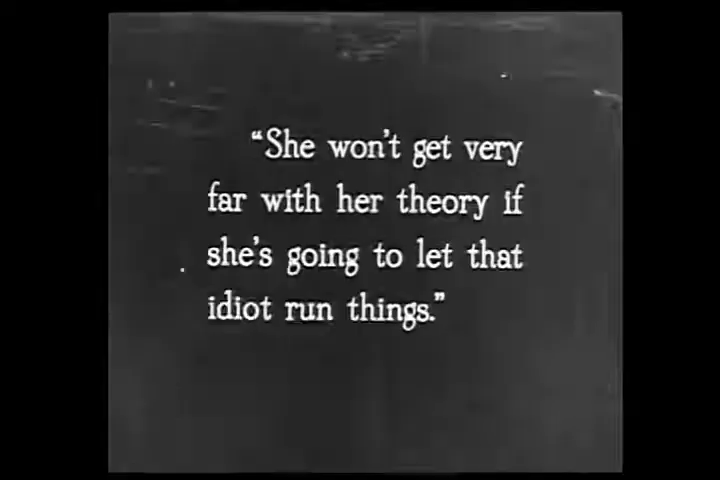 “She won't get very
far with her theory if
she's going to let that
idiot run things.”